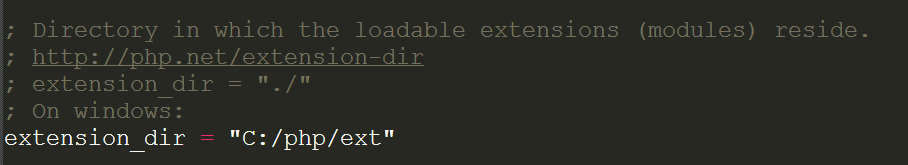 ; Directory in which the loadable extensions (modules) reside.
; http://php.net/extension-dir
; extension_dir = "./"
; On windows:
extension_dir = "C:/php/ext"